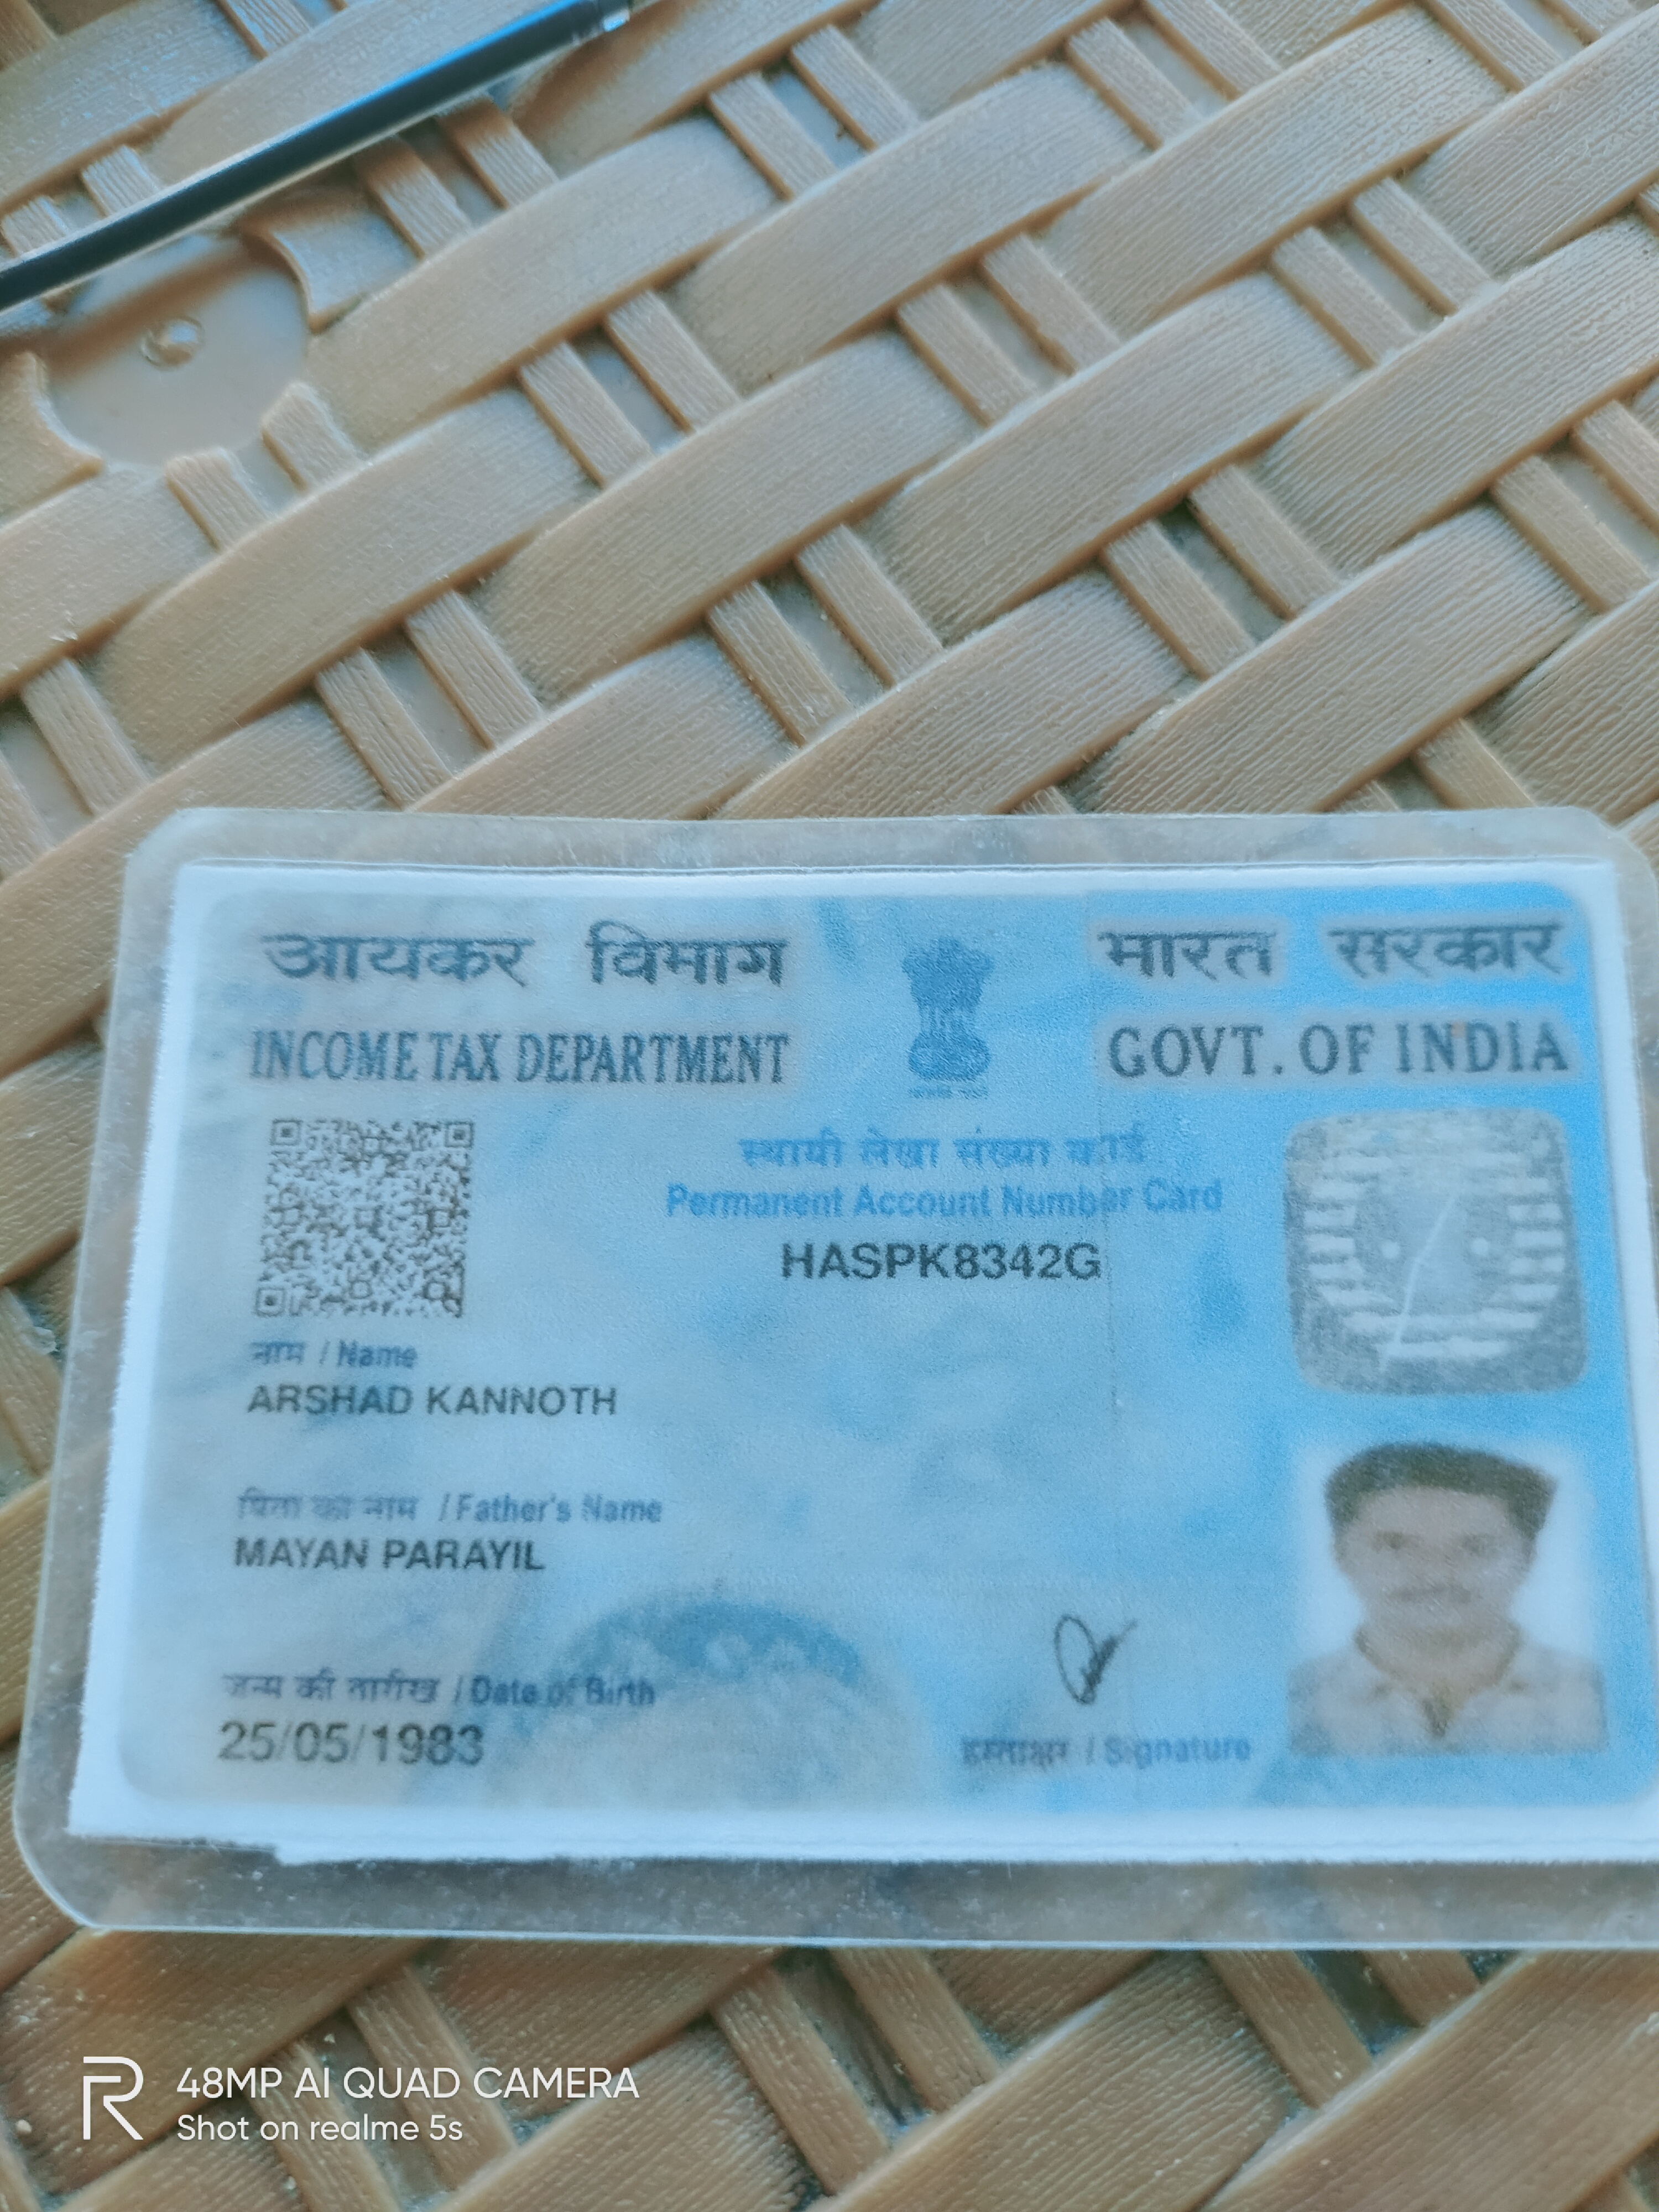 आयकर विभाग
भारत सरकार
INCOME TAX DEPARTMENT
GOVT. OF INDIA
स्थायी लेखा संख्या कार्ड
Permanent Account Number Card
HASPK8342G
नाम / Name
ARSHAD KANNOTH
पिता का नाम / Father's Name
MAYAN PARAYIL
जन्म की तारीख / Date of Birth
25/05/1983
हस्ताक्षर / Signature
48MP AI QUAD CAMERA
Shot on realme 5s